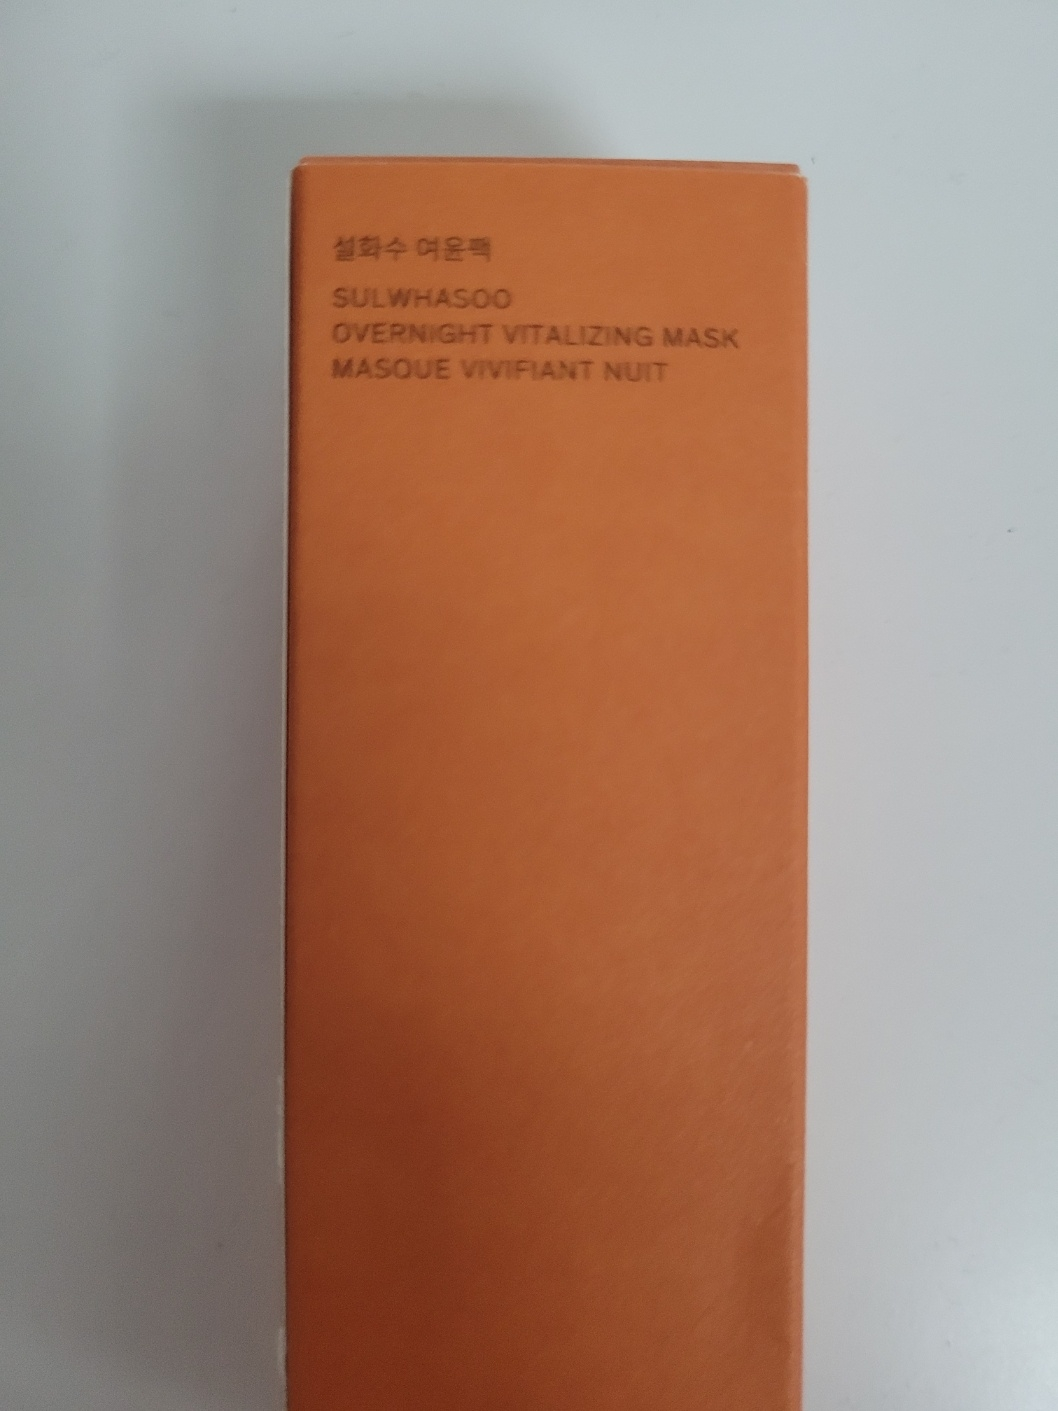 설화수 여윤팩
SULWHASOO
OVERNIGHT VITALIZING MASK
MASQUE VIVIFIANT NUIT